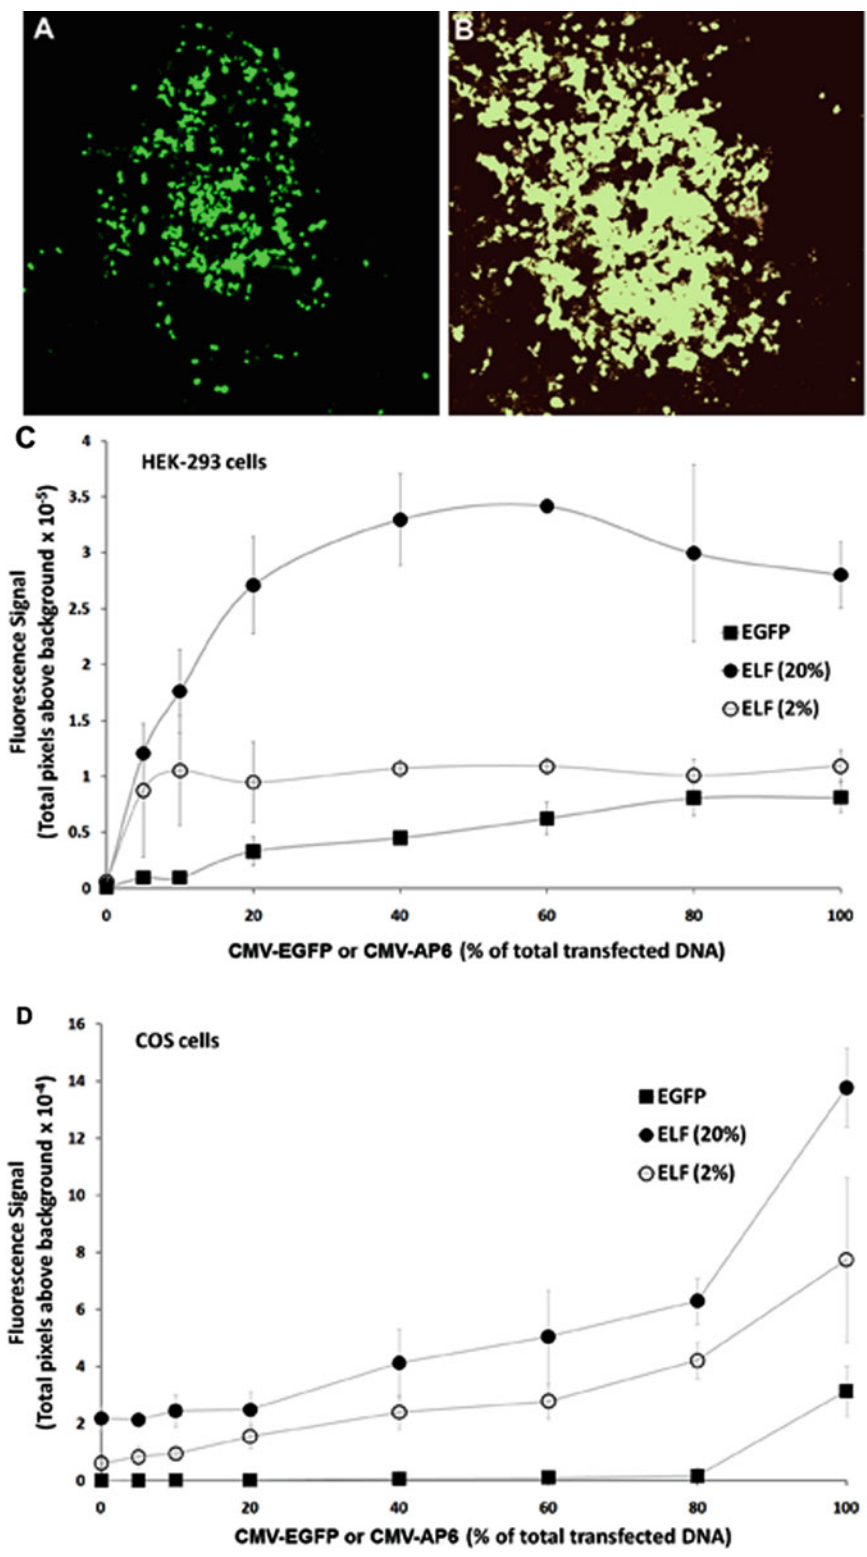 A
B
C
HEK-293 cells
4
3.5
3
2.5
2
1.5
1
0.5
0
Fluorescence Signal
(Total pixels above background x 10⁻⁵)
EGFP
ELF (20%)
ELF (2%)
0 20 40 60 80 100
CMV-EGFP or CMV-AP6 (% of total transfected DNA)
D
COS cells
16
14
12
10
8
6
4
2
0
Fluorescence Signal
(Total pixels above background x 10⁻⁴)
EGFP
ELF (20%)
ELF (2%)
0 20 40 60 80 100
CMV-EGFP or CMV-AP6 (% of total transfected DNA)